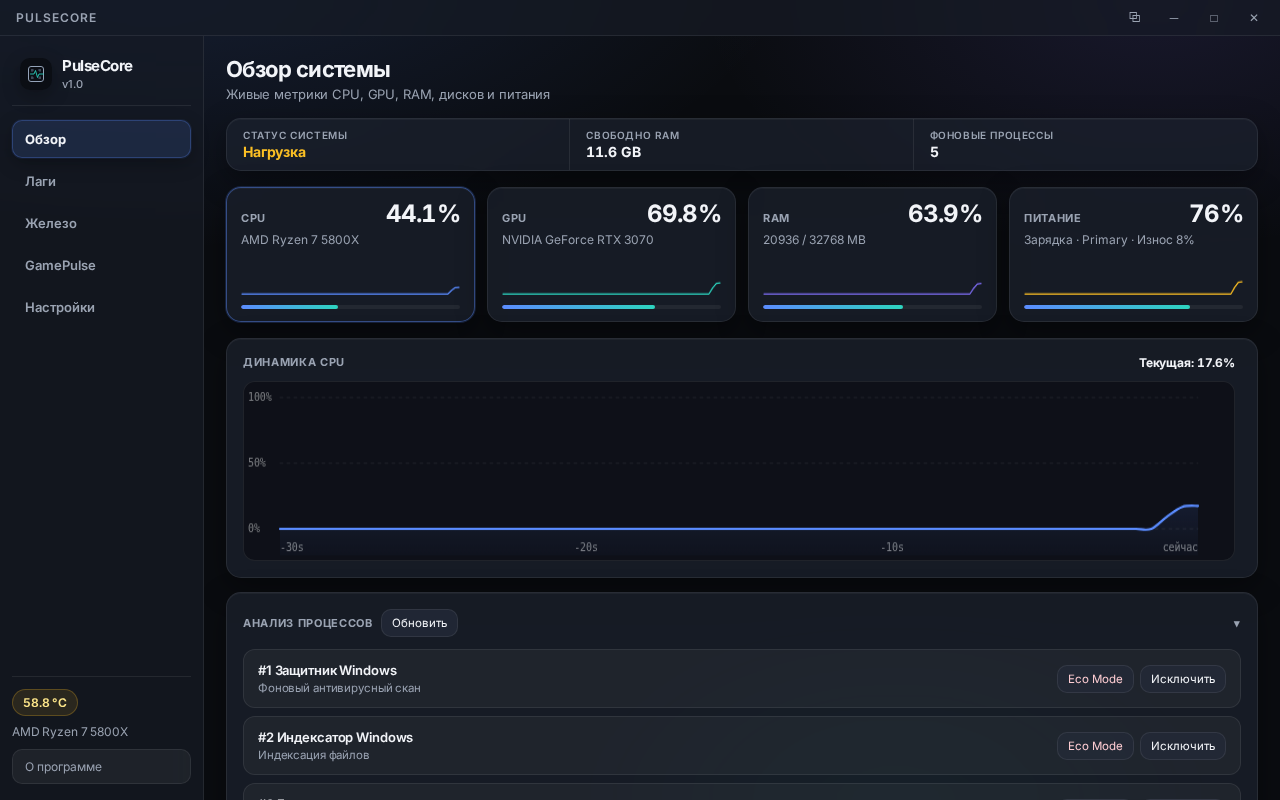 PULSECORE
PulseCore
v1.0
Обзор
Лаги
Железо
GamePulse
Настройки
58.8 °C
AMD Ryzen 7 5800X
О программе
Обзор системы
Живые метрики CPU, GPU, RAM, дисков и питания
СТАТУС СИСТЕМЫ
Нагрузка
СВОБОДНО RAM
11.6 GB
ФОНОВЫЕ ПРОЦЕССЫ
5
CPU 44.1%
AMD Ryzen 7 5800X
GPU 69.8%
NVIDIA GeForce RTX 3070
RAM 63.9%
20936 / 32768 MB
ПИТАНИЕ 76%
Зарядка · Primary · Износ 8%
ДИНАМИКА CPU Текущая: 17.6%
100%
50%
0%
-30s -20s -10s сейчас
АНАЛИЗ ПРОЦЕССОВ Обновить
#1 Защитник Windows
Фоновый антивирусный скан
Eco Mode Исключить
#2 Индексатор Windows
Индексация файлов
Eco Mode Исключить